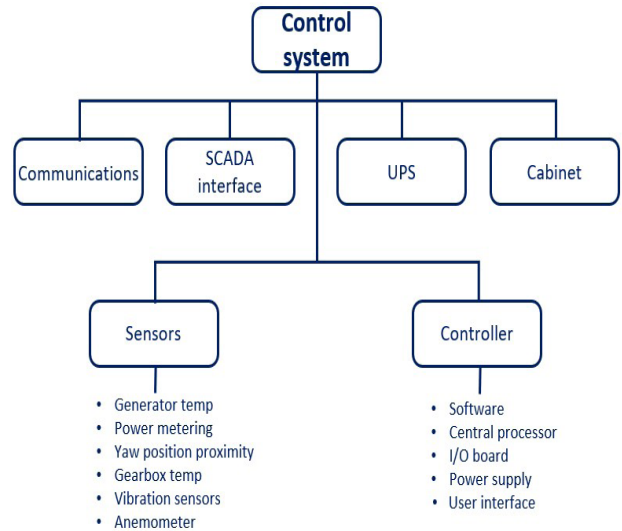 Control
system
Communications
SCADA
interface
UPS
Cabinet
Sensors
Controller
• Generator temp
• Power metering
• Yaw position proximity
• Gearbox temp
• Vibration sensors
• Anemometer
• Software
• Central processor
• I/O board
• Power supply
• User interface